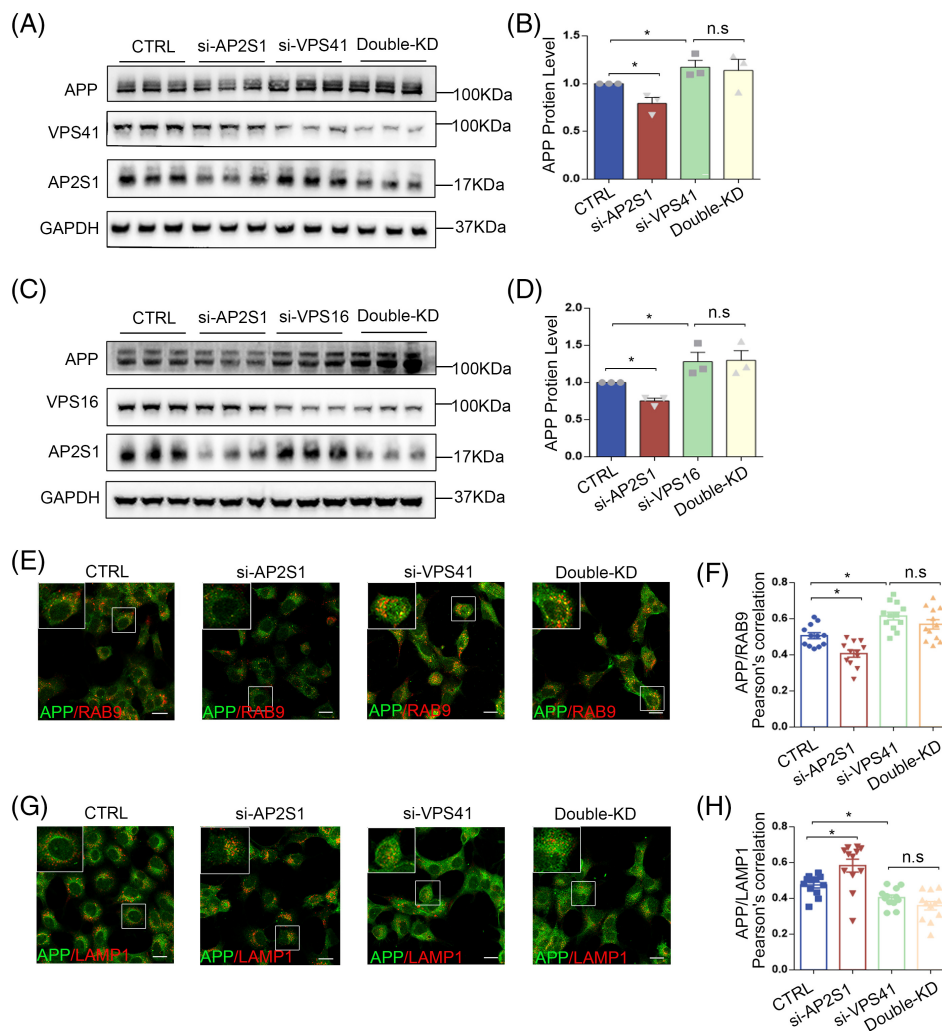 (A)
CTRL si-AP2S1 si-VPS41 Double-KD
APP
100KDa
VPS41
100KDa
AP2S1
17KDa
GAPDH
37KDa
(B)
APP Protien Level
1.5
1.0
0.5
0.0
* * n.s
CTRL
si-AP2S1
si-VPS41
Double-KD
(C)
CTRL si-AP2S1 si-VPS16 Double-KD
APP
100KDa
VPS16
100KDa
AP2S1
17KDa
GAPDH
37KDa
(D)
APP Protien Level
2.0
1.5
1.0
0.5
0.0
* * n.s
CTRL
si-AP2S1
si-VPS16
Double-KD
(E)
CTRL si-AP2S1 si-VPS41 Double-KD
APP/RAB9 APP/RAB9 APP/RAB9 APP/RAB9
(F)
APP/RAB9
Pearson's correlation
0.8
0.6
0.4
0.2
0.0
* * n.s
CTRL
si-AP2S1
si-VPS41
Double-KD
(G)
CTRL si-AP2S1 si-VPS41 Double-KD
APP/LAMP1 APP/LAMP1 APP/LAMP1 APP/LAMP1
(H)
APP/LAMP1
Pearson's correlation
0.8
0.6
0.4
0.2
0.0
* * n.s
CTRL
si-AP2S1
si-VPS41
Double-KD